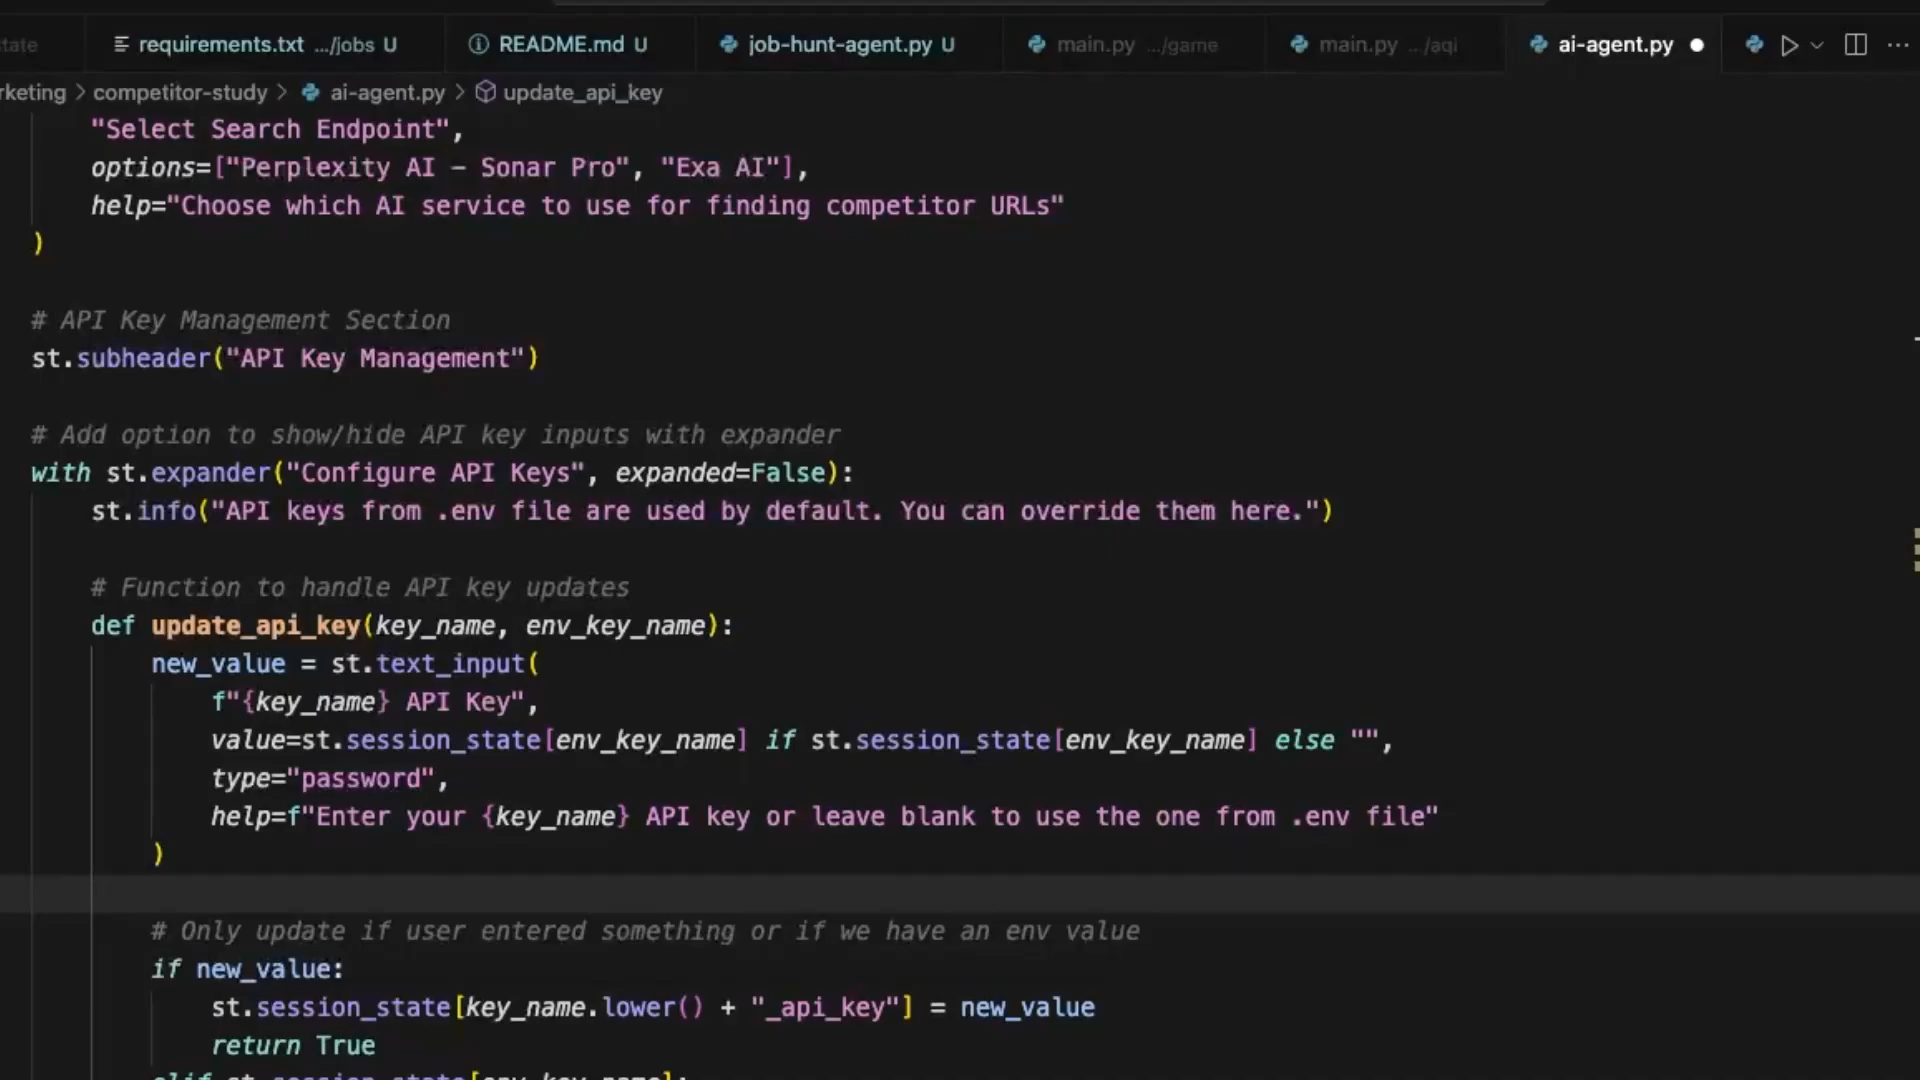 tate
requirements.txt .../jobs U
README.md U
job-hunt-agent.py U
main.py .../game
main.py .../aqi
ai-agent.py
rketing > competitor-study > ai-agent.py > update_api_key
"Select Search Endpoint",
options=["Perplexity AI – Sonar Pro", "Exa AI"],
help="Choose which AI service to use for finding competitor URLs"
)
# API Key Management Section
st.subheader("API Key Management")
# Add option to show/hide API key inputs with expander
with st.expander("Configure API Keys", expanded=False):
st.info("API keys from .env file are used by default. You can override them here.")
# Function to handle API key updates
def update_api_key(key_name, env_key_name):
new_value = st.text_input(
f"{key_name} API Key",
value=st.session_state[env_key_name] if st.session_state[env_key_name] else "",
type="password",
help=f"Enter your {key_name} API key or leave blank to use the one from .env file"
)
# Only update if user entered something or if we have an env value
if new_value:
st.session_state[key_name.lower() + "_api_key"] = new_value
return True
elif st.session_state[env_key_name]: